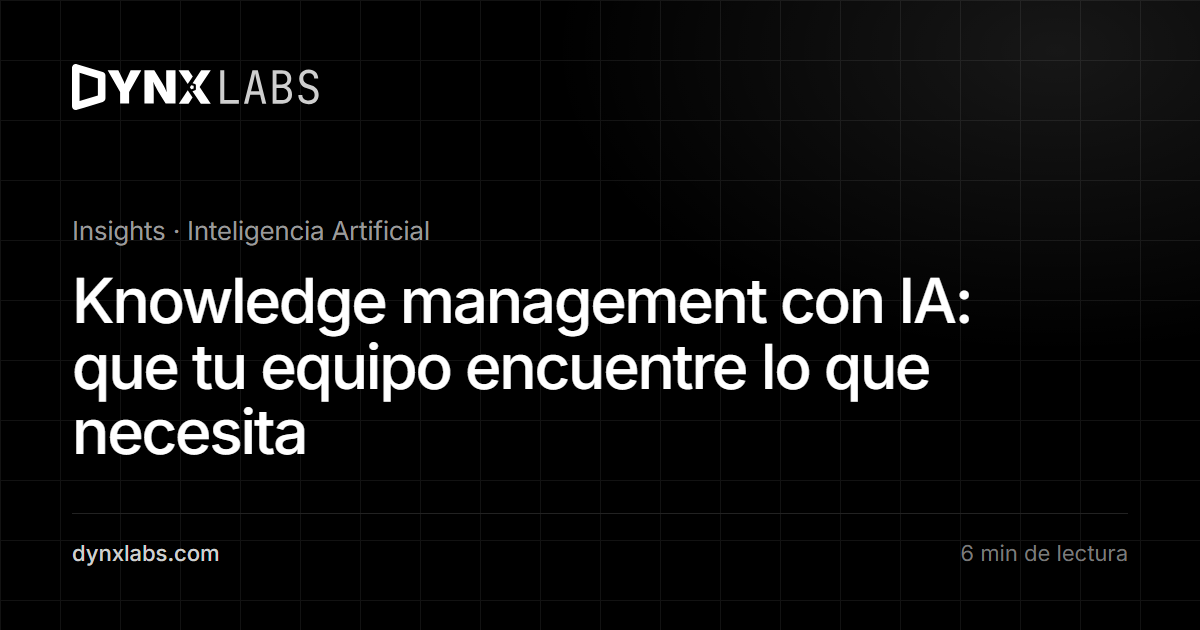 DYNX LABS
Insights · Inteligencia Artificial
Knowledge management con IA:
que tu equipo encuentre lo que
necesita
dynxlabs.com
6 min de lectura